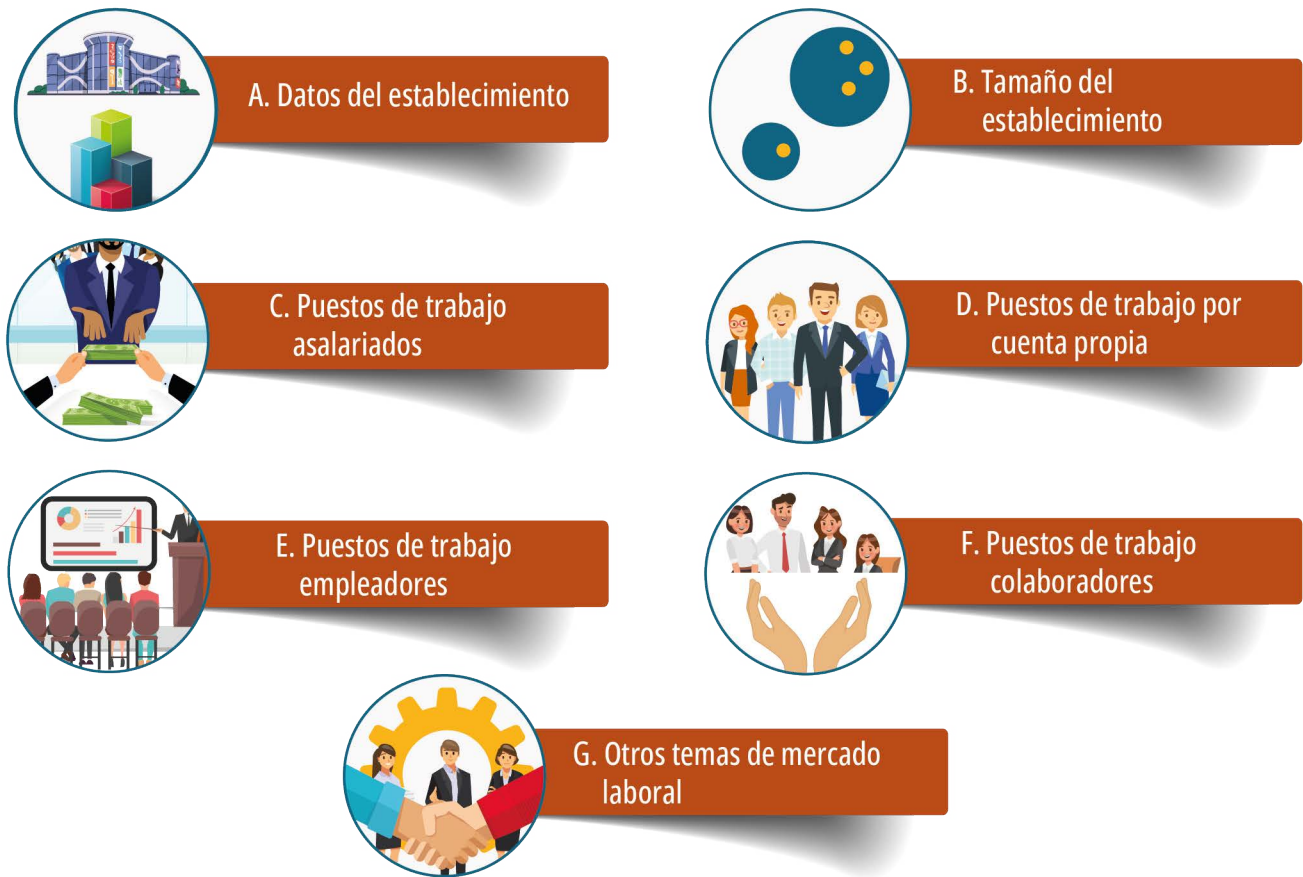 A. Datos del establecimiento
B. Tamaño del
establecimiento
C. Puestos de trabajo
asalariados
D. Puestos de trabajo por
cuenta propia
E. Puestos de trabajo
empleadores
F. Puestos de trabajo
colaboradores
G. Otros temas de mercado
laboral